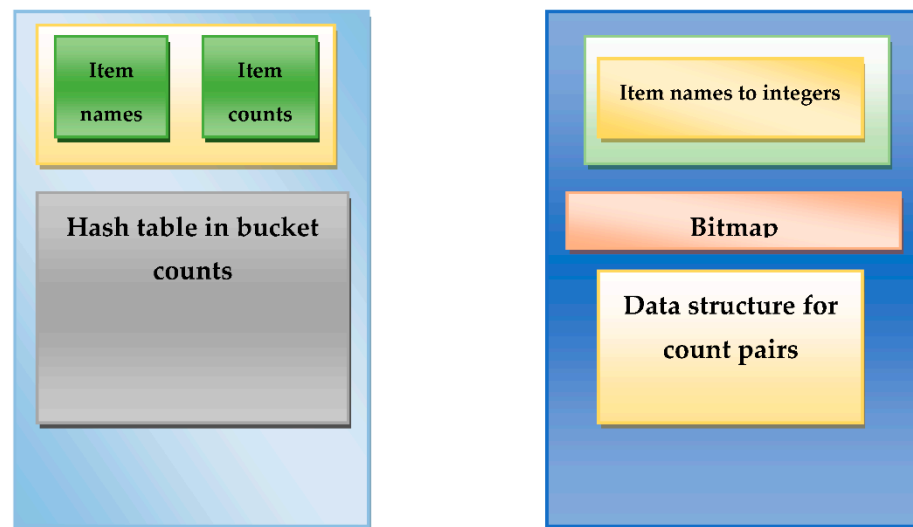 Item
names
Item
counts
Hash table in bucket
counts
Item names to integers
Bitmap
Data structure for
count pairs